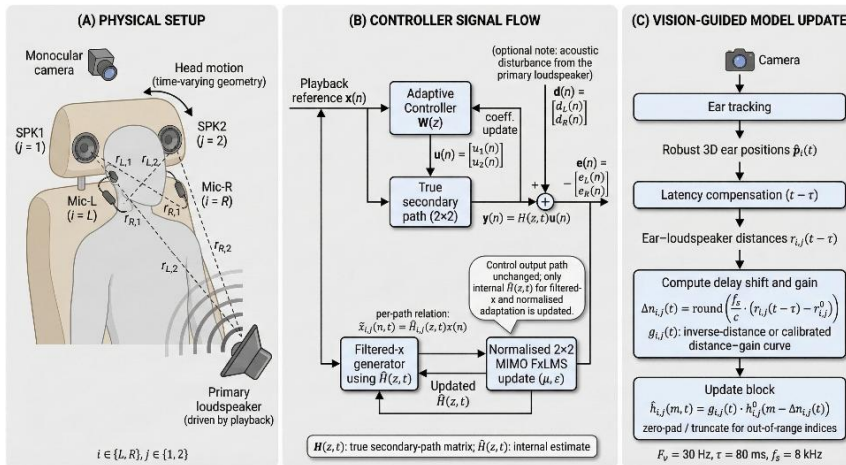 (A) PHYSICAL SETUP
Monocular
camera
Head motion
(time-varying geometry)
SPK1
(j = 1)
SPK2
(j = 2)
r_{L,1}
r_{L,2}
Mic-L
(i = L)
Mic-R
(i = R)
r_{R,1}
r_{R,1}
r_{R,2}
r_{L,2}
Primary
loudspeaker
(driven by playback)
i ∈ {L, R}, j ∈ {1, 2}
(B) CONTROLLER SIGNAL FLOW
(optional note: acoustic
disturbance from the
primary loudspeaker)
Playback
reference x(n)
Adaptive
Controller
W(z)
coeff.
update
d(n) =
[d_L(n)
d_R(n)]
u(n) = [u_1(n)
u_2(n)]
e(n) =
[e_L(n)
e_R(n)]
+
−
True
secondary
path (2×2)
y(n) = H(z,t)u(n)
Control output path
unchanged; only
internal Ĥ(z,t) for filtered-
x and normalised
adaptation is updated.
per-path relation:
x̃_{i,j}(n,t) = Ĥ_{i,j}(z,t)x(n)
Filtered-x
generator
using Ĥ(z,t)
Updated
Ĥ(z,t)
Normalised 2×2
MIMO FxLMS
update (μ, ε)
H(z,t): true secondary-path matrix; Ĥ(z,t): internal estimate
(C) VISION-GUIDED MODEL UPDATE
Camera
Ear tracking
Robust 3D ear positions p̂_i(t)
Latency compensation (t − τ)
Ear–loudspeaker distances r_{i,j}(t − τ)
Compute delay shift and gain
Δn_{i,j}(t) = round(f_s/c · (r_{i,j}(t − τ) − r^0_{i,j}))
g_{i,j}(t): inverse-distance or calibrated
distance–gain curve
Update block
ĥ_{i,j}(m,t) = g_{i,j}(t) · h^0_{i,j}(m − Δn_{i,j}(t))
zero-pad / truncate for out-of-range indices
F_v = 30 Hz, τ = 80 ms, f_s = 8 kHz